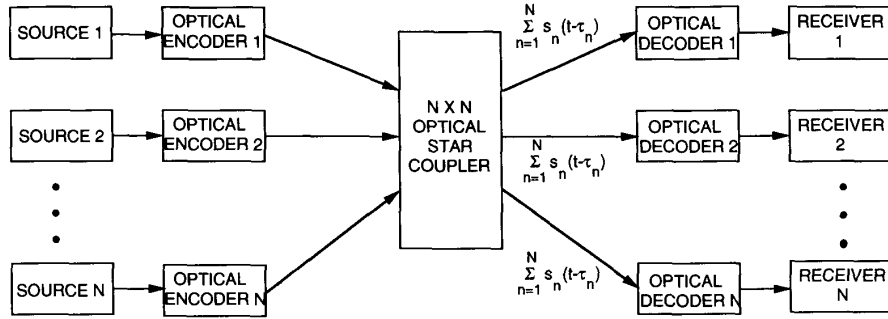 SOURCE 1
OPTICAL
ENCODER 1
N
Σ s_n(t-τ_n)
n=1
OPTICAL
DECODER 1
RECEIVER
1
SOURCE 2
OPTICAL
ENCODER 2
N X N
OPTICAL
STAR
COUPLER
N
Σ s_n(t-τ_n)
n=1
OPTICAL
DECODER 2
RECEIVER
2
SOURCE N
OPTICAL
ENCODER N
N
Σ s_n(t-τ_n)
n=1
OPTICAL
DECODER N
RECEIVER
N